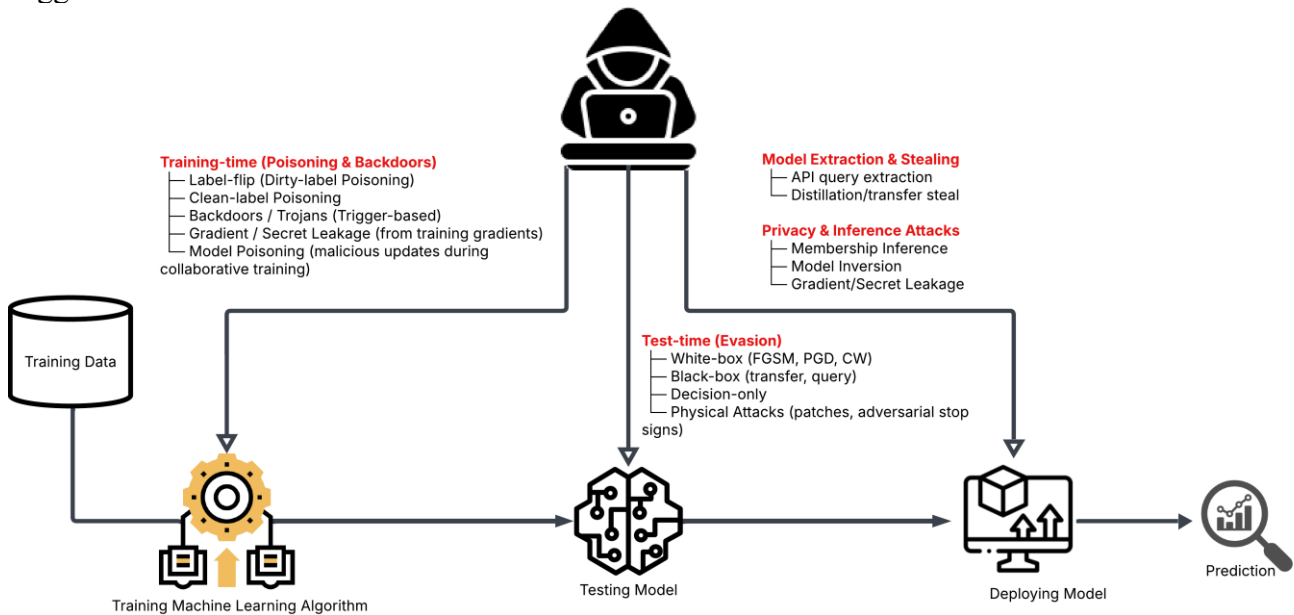 Training-time (Poisoning & Backdoors)
├─ Label-flip (Dirty-label Poisoning)
├─ Clean-label Poisoning
├─ Backdoors / Trojans (Trigger-based)
├─ Gradient / Secret Leakage (from training gradients)
└─ Model Poisoning (malicious updates during
collaborative training)
Model Extraction & Stealing
├─ API query extraction
└─ Distillation/transfer steal
Privacy & Inference Attacks
├─ Membership Inference
├─ Model Inversion
└─ Gradient/Secret Leakage
Test-time (Evasion)
├─ White-box (FGSM, PGD, CW)
├─ Black-box (transfer, query)
├─ Decision-only
└─ Physical Attacks (patches, adversarial stop
signs)
Training Data
Training Machine Learning Algorithm
Testing Model
Deploying Model
Prediction